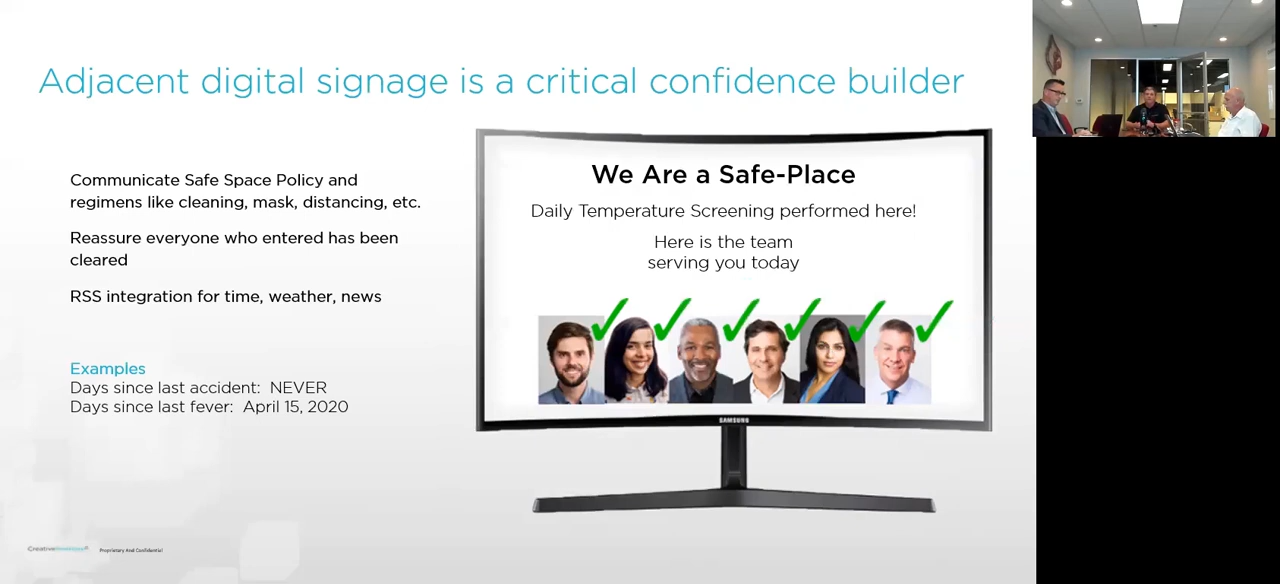 Adjacent digital signage is a critical confidence builder
Communicate Safe Space Policy and
regimens like cleaning, mask, distancing, etc.
Reassure everyone who entered has been
cleared
RSS integration for time, weather, news
Examples
Days since last accident: NEVER
Days since last fever: April 15, 2020
We Are a Safe-Place
Daily Temperature Screening performed here!
Here is the team
serving you today
SAMSUNG
Proprietary And Confidential